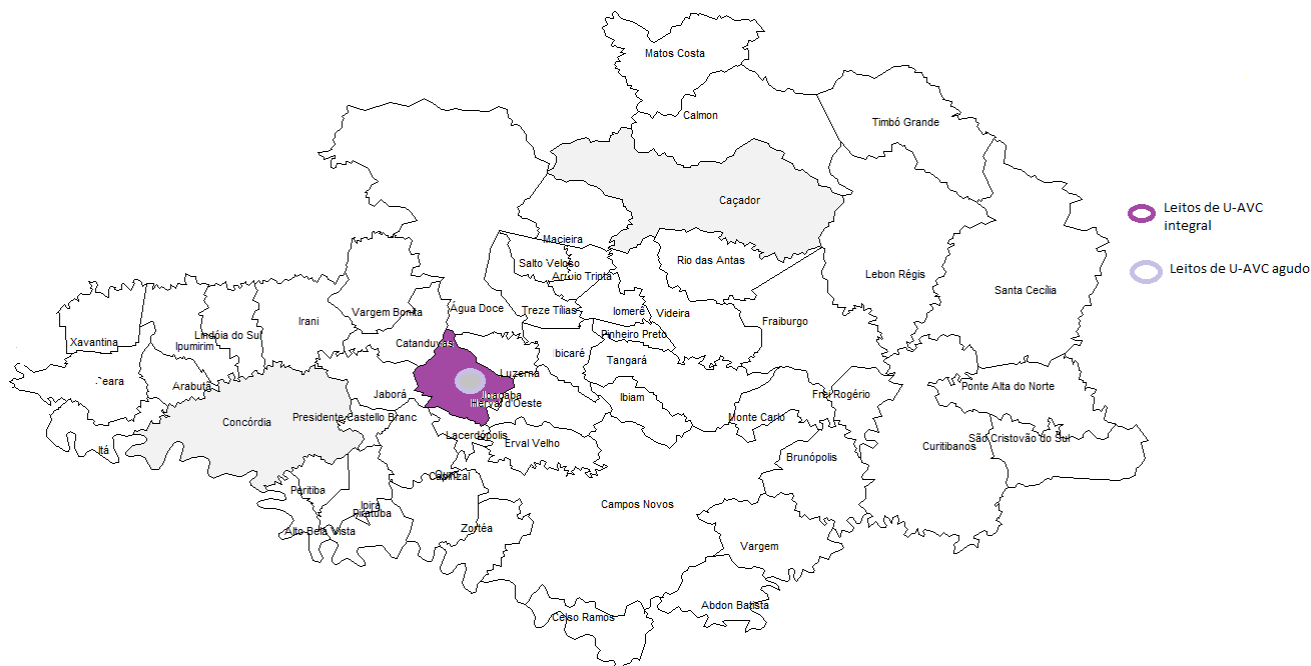 Matos Costa
Calmon
Timbó Grande
Caçador
Leitos de U-AVC
integral
Macieira
Rio das Antas
Salto Veloso
Leitos de U-AVC agudo
Lebon Régis
Santa Cecília
Água Doce
Treze Tílias
Iomerê
Videira
Vargem Bonita
Irani
Fraiburgo
Lindóia do Sul
Pinheiro Preto
Xavantina
Ipumirim
Catanduvas
Ibicaré
Tangará
Luzerna
Arabutã
Ponte Alta do Norte
Jaborá
Ibiam
Frei Rogério
Herval d'Oeste
Monte Carlo
Concórdia
Presidente Castello Branc
Lacerdópolis
Erval Velho
São Cristovão do Sul
Curitibanos
Itá
Brunópolis
Peritiba
Campos Novos
Ipira
Piratuba
Alto Bela Vista
Zortéa
Vargem
Abdon Batista
Celso Ramos